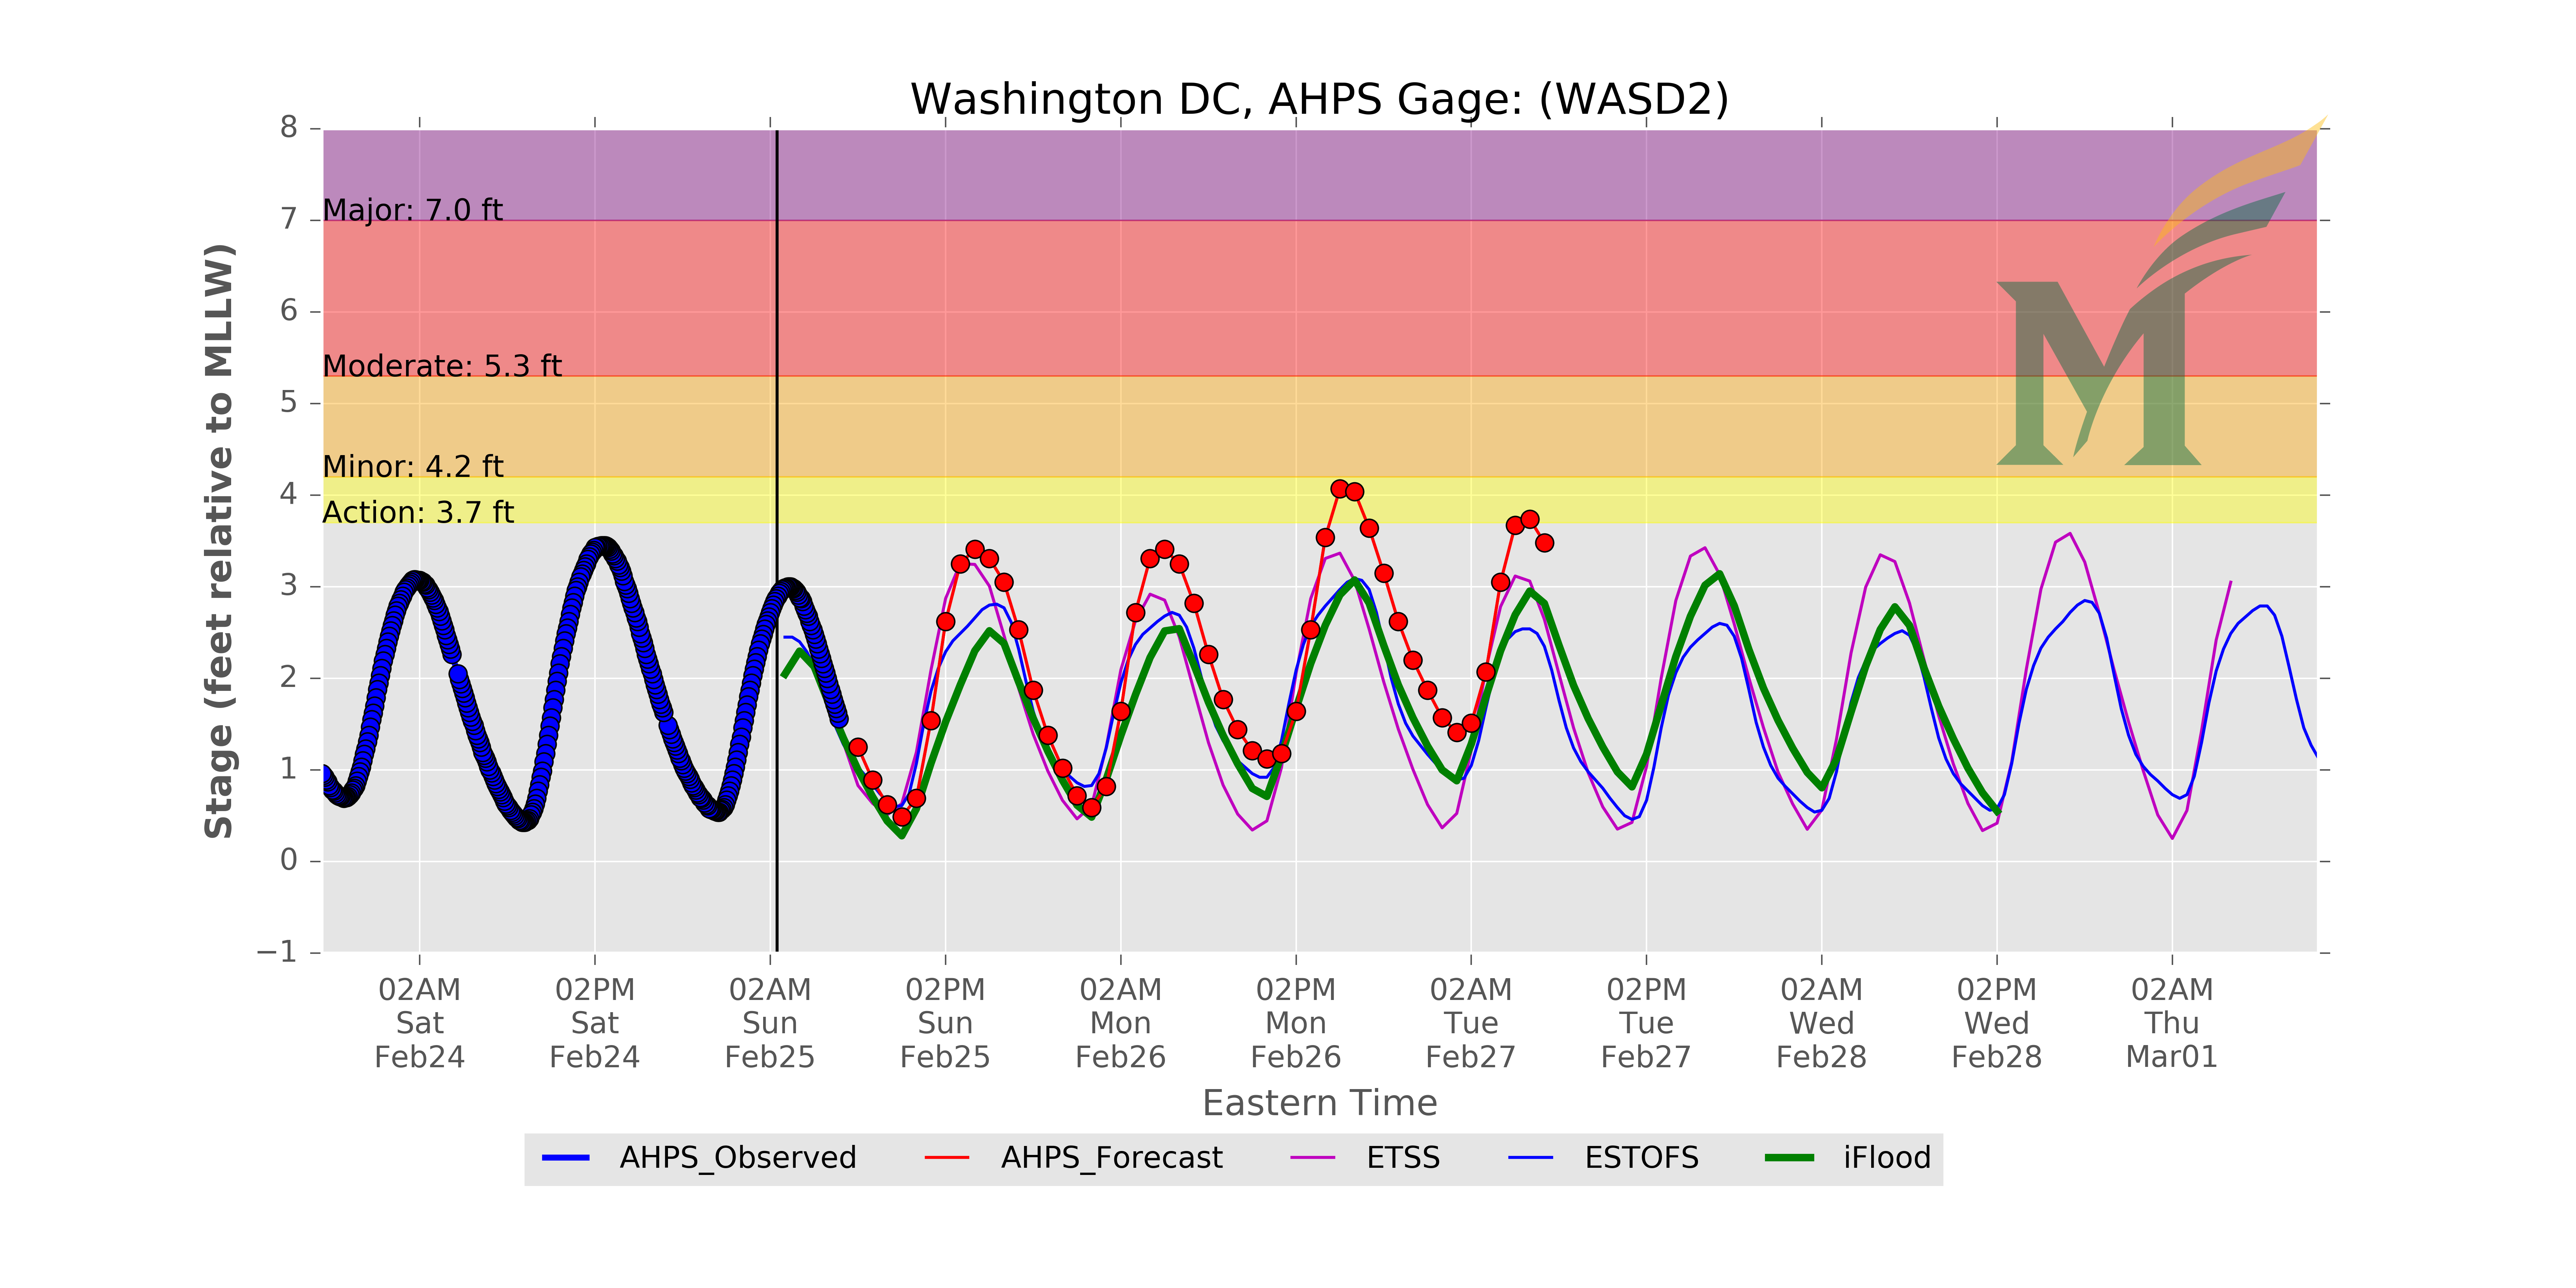 Washington DC, AHPS Gage: (WASD2)
Stage (feet relative to MLLW)
8
7
6
5
4
3
2
1
0
−1
Major: 7.0 ft
Moderate: 5.3 ft
Minor: 4.2 ft
Action: 3.7 ft
M
02AM 02PM 02AM 02PM 02AM 02PM 02AM 02PM 02AM 02PM 02AM
Sat Sat Sun Sun Mon Mon Tue Tue Wed Wed Thu
Feb24 Feb24 Feb25 Feb25 Feb26 Feb26 Feb27 Feb27 Feb28 Feb28 Mar01
Eastern Time
AHPS_Observed AHPS_Forecast ETSS ESTOFS iFlood